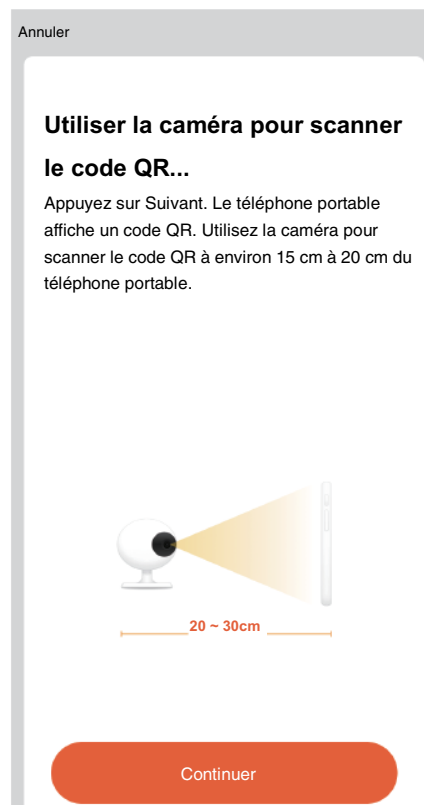 Annuler
Utiliser la caméra pour scanner
le code QR...
Appuyez sur Suivant. Le téléphone portable
affiche un code QR. Utilisez la caméra pour
scanner le code QR à environ 15 cm à 20 cm du
téléphone portable.
20 ~ 30cm
Continuer